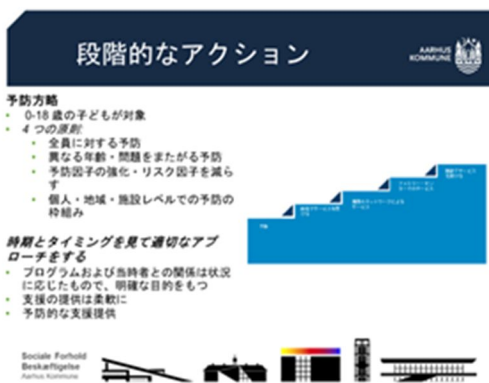 段階的なアクション
AARHUS
KOMMUNE
予防方略
0-18 歳の子どもが対象
4 つの原則:
全員に対する予防
異なる年齢・問題をまたがる予防
予防因子の強化・リスク因子を減ら
す
個人・地域・施設レベルでの予防の
枠組み
時期とタイミングを見て適切なアプ
ローチをする
プログラムおよび当時者との関係は状況
に応じたもので、明確な目的をもつ
支援の提供は柔軟に
予防的な支援提供
Sociale Forhold
Beskæftigelse
Aarhus Kommune